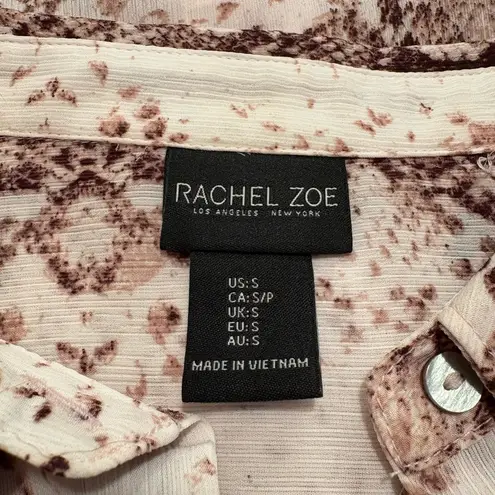 RACHEL ZOE
LOS ANGELES NEW YORK
US: S
CA: S/P
UK: S
EU: S
AU: S
MADE IN VIETNAM